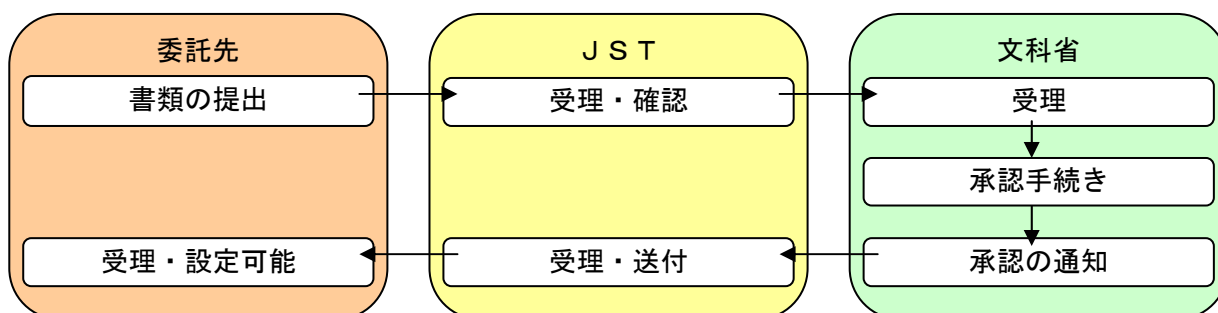 委託先
ＪＳＴ
文科省
書類の提出
受理・確認
受理
承認手続き
受理・設定可能
受理・送付
承認の通知